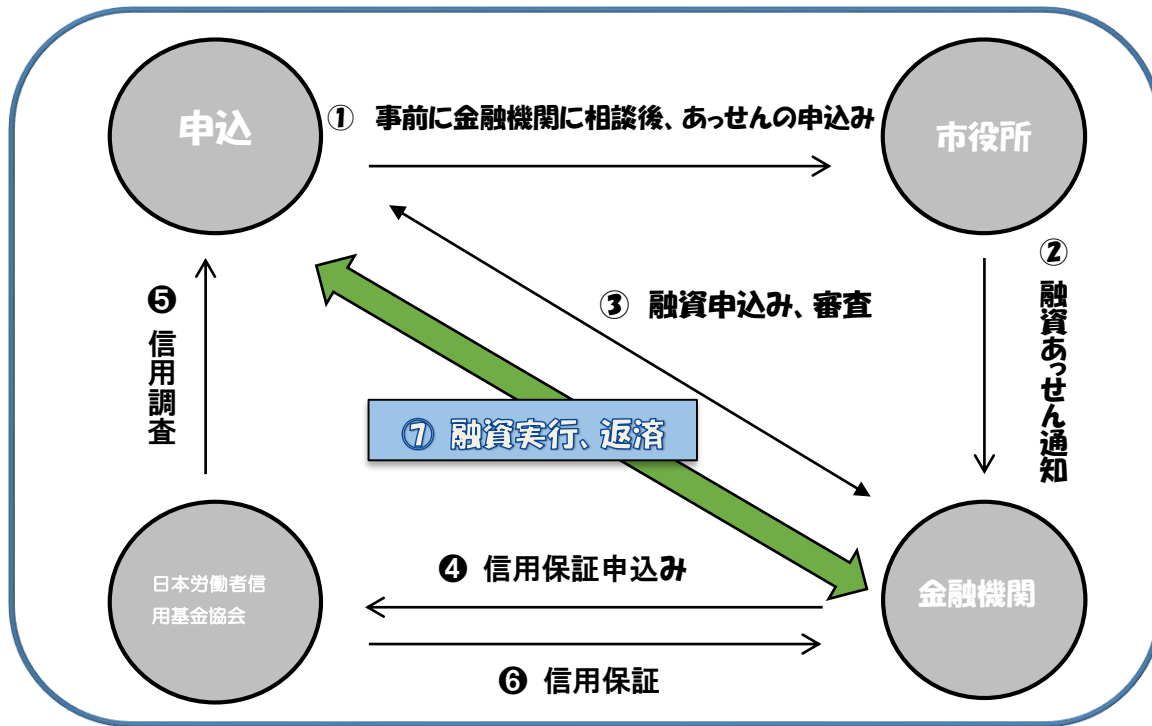 申込
① 事前に金融機関に相談後、あっせんの申込み
市役所
② 融資あっせん通知
③ 融資申込み、審査
❺ 信用調査
⑦ 融資実行、返済
日本労働者信
用基金協会
❹ 信用保証申込み
❻ 信用保証
金融機関